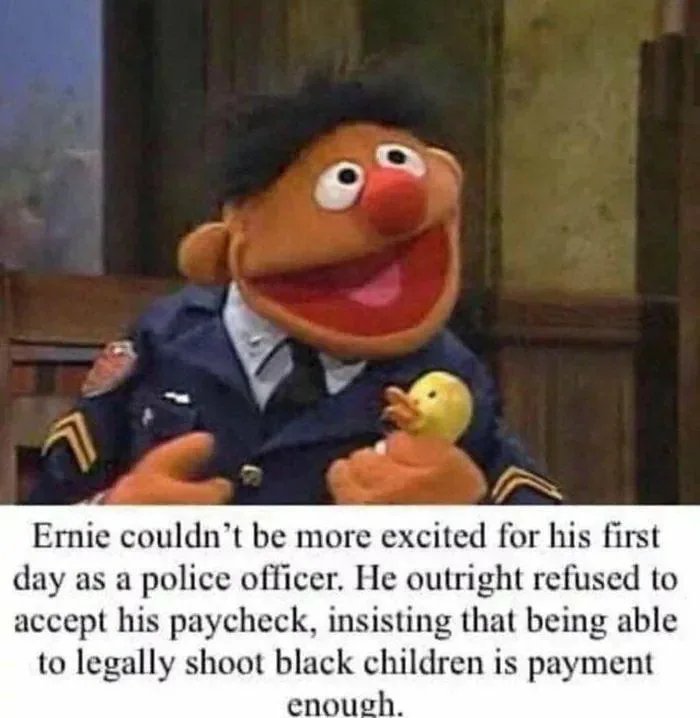 Ernie couldn’t be more excited for his first
day as a police officer. He outright refused to
accept his paycheck, insisting that being able
to legally shoot black children is payment
enough.